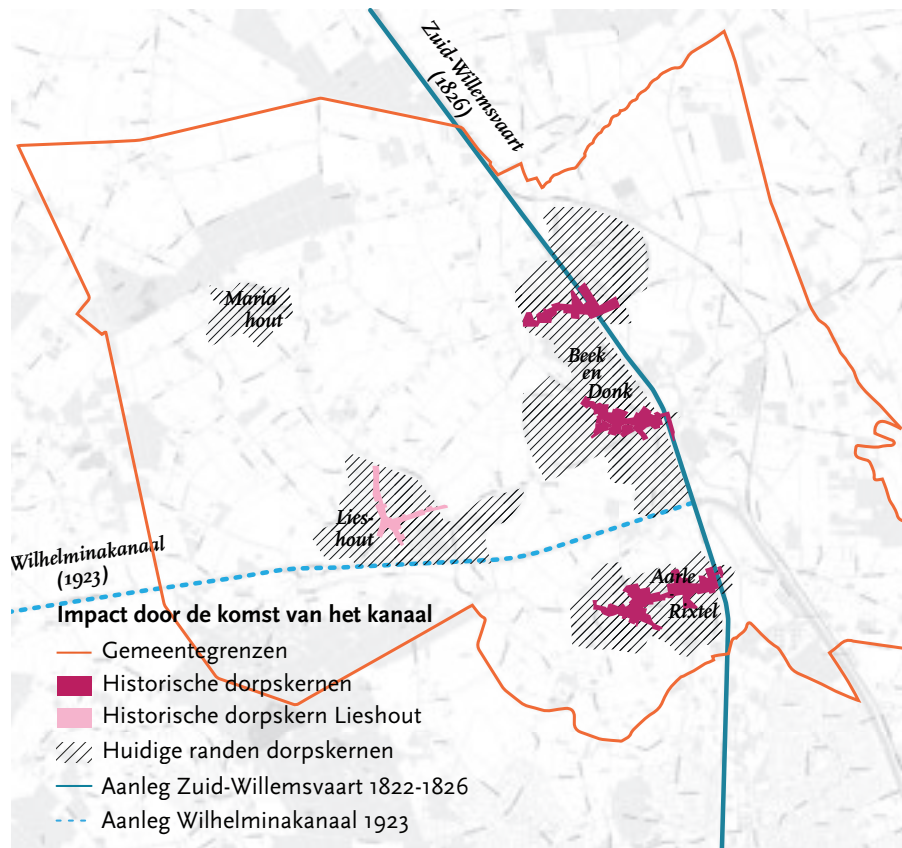 Zuid-Willemsvaart
(1826)
Maria
hout
Beek
en
Donk
Lies-
hout
Wilhelminakanaal
(1923)
Aarle
-
Rixtel
Impact door de komst van het kanaal
Gemeentegrenzen
Historische dorpskernen
Historische dorpskern Lieshout
Huidige randen dorpskernen
Aanleg Zuid-Willemsvaart 1822-1826
Aanleg Wilhelminakanaal 1923